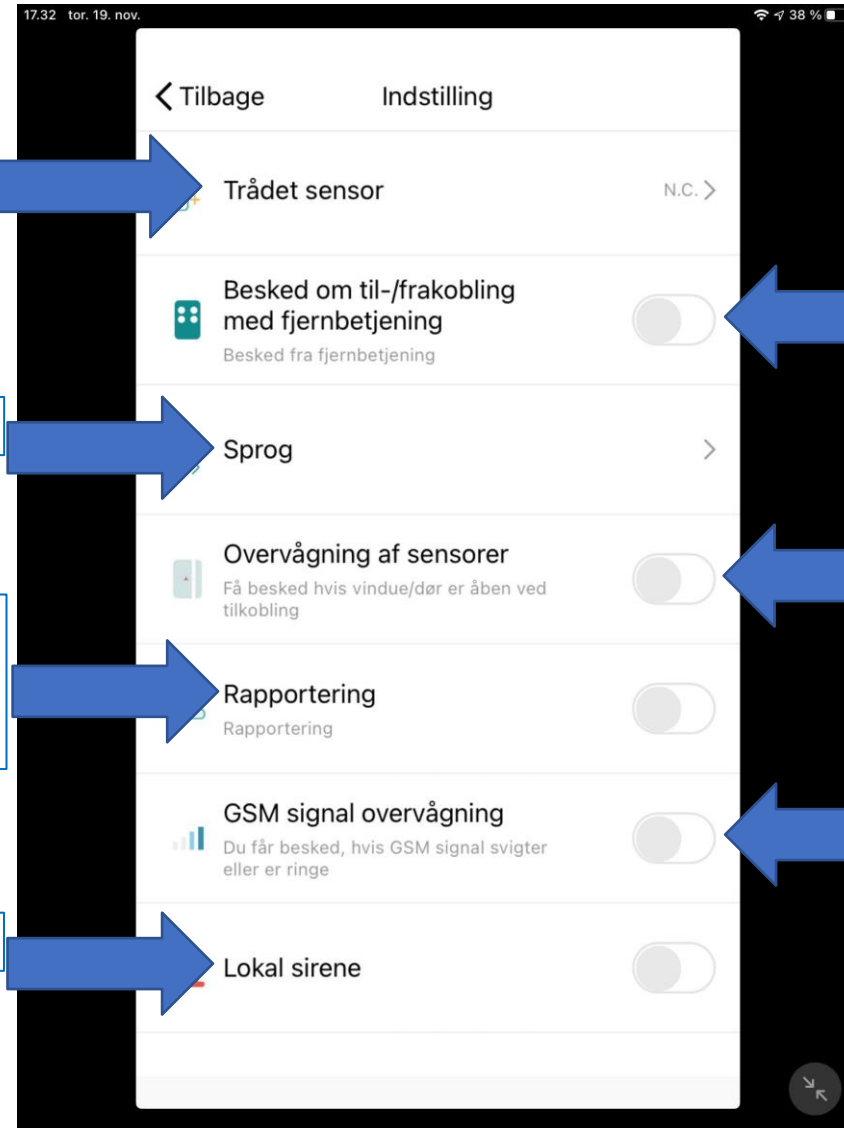 17.32 tor. 19. nov.
38 %
Tilbage
Indstilling
Trådet sensor
N.C.
Besked om til-/frakobling
med fjernbetjening
Besked fra fjernbetjening
Sprog
Overvågning af sensorer
Få besked hvis vindue/dør er åben ved
tilkobling
Rapportering
Rapportering
GSM signal overvågning
Du får besked, hvis GSM signal svigter
eller er ringe
Lokal sirene